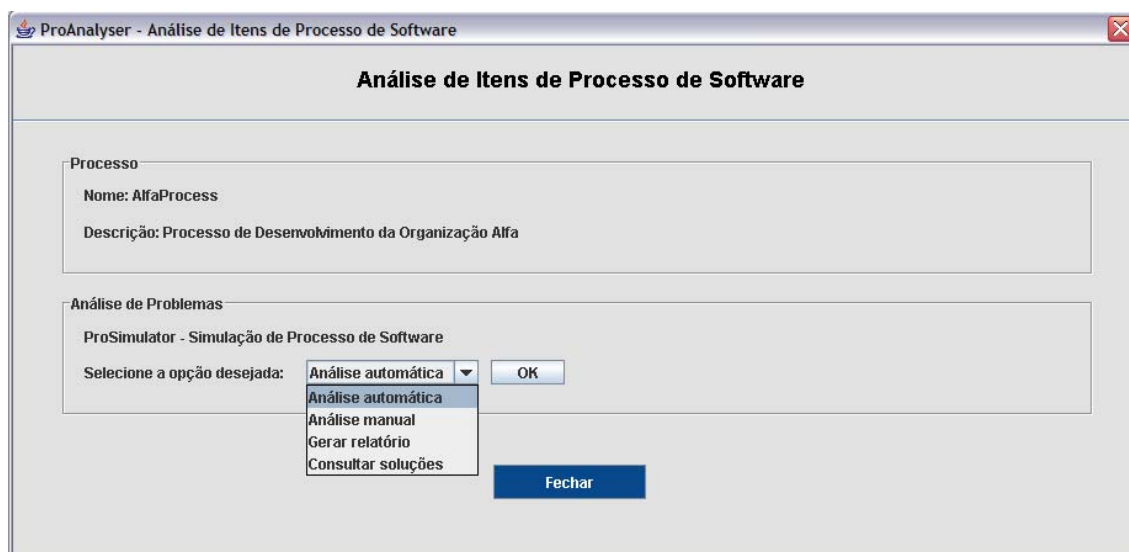 ProAnalyser - Análise de Itens de Processo de Software
Análise de Itens de Processo de Software
Processo
Nome: AlfaProcess
Descrição: Processo de Desenvolvimento da Organização Alfa
Análise de Problemas
ProSimulator - Simulação de Processo de Software
Selecione a opção desejada: Análise automática OK
Análise automática
Análise manual
Gerar relatório
Consultar soluções
Fechar